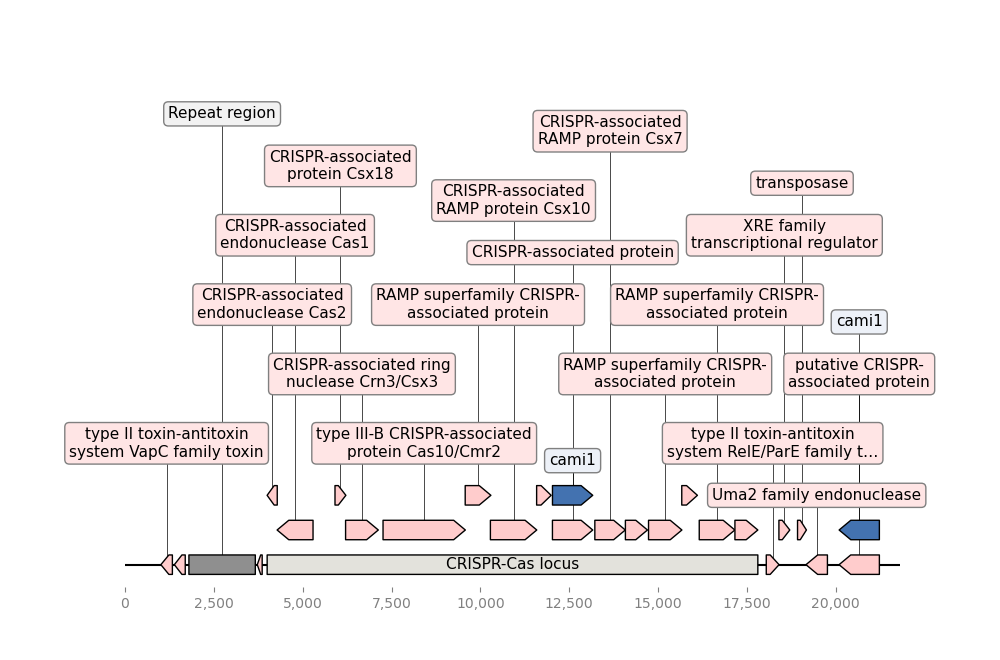 Repeat region
CRISPR-associated
RAMP protein Csx7
CRISPR-associated
protein Csx18
transposase
CRISPR-associated
RAMP protein Csx10
CRISPR-associated
endonuclease Cas1
XRE family
transcriptional regulator
CRISPR-associated protein
CRISPR-associated
endonuclease Cas2
RAMP superfamily CRISPR-
associated protein
RAMP superfamily CRISPR-
associated protein
cami1
CRISPR-associated ring
nuclease Crn3/Csx3
RAMP superfamily CRISPR-
associated protein
putative CRISPR-
associated protein
type II toxin-antitoxin
system VapC family toxin
type III-B CRISPR-associated
protein Cas10/Cmr2
type II toxin-antitoxin
system RelE/ParE family t...
cami1
Uma2 family endonuclease
CRISPR-Cas locus
0 2,500 5,000 7,500 10,000 12,500 15,000 17,500 20,000